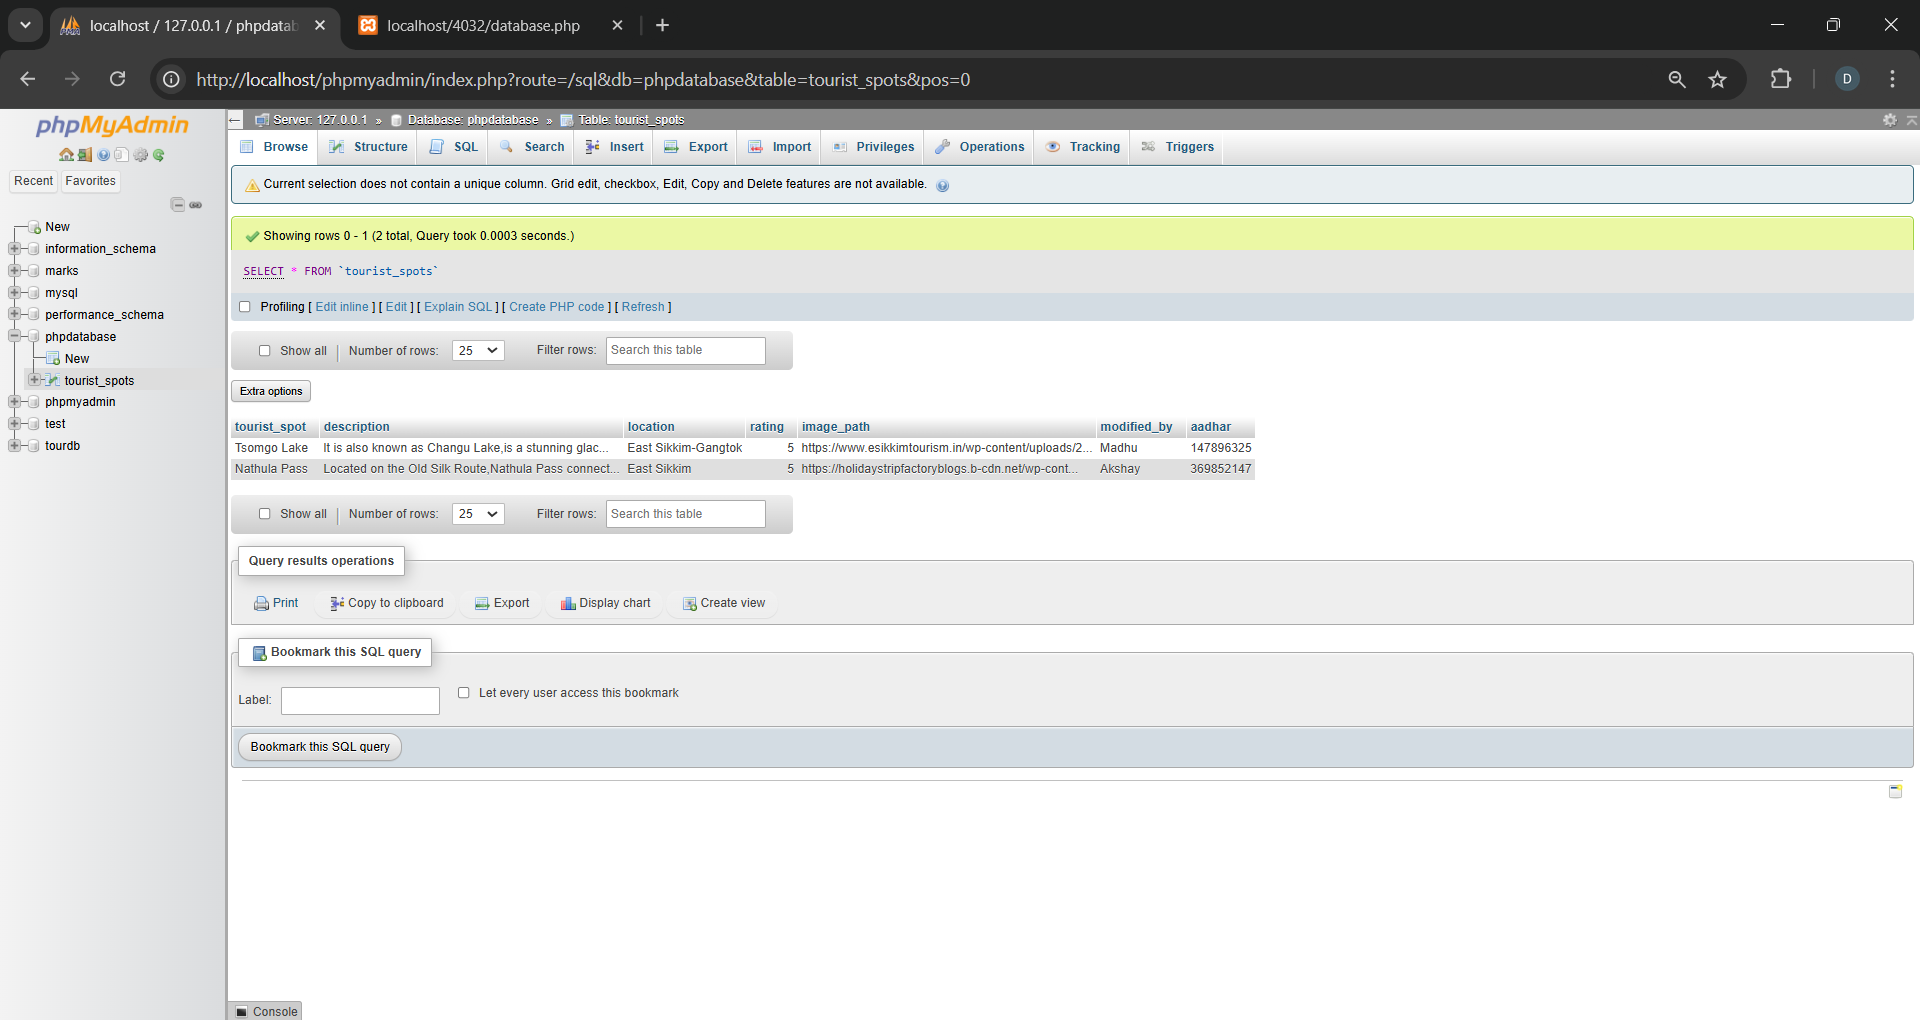 localhost / 127.0.0.1 / phpdatab
localhost/4032/database.php
http://localhost/phpmyadmin/index.php?route=/sql&db=phpdatabase&table=tourist_spots&pos=0
D
phpMyAdmin
Recent
Favorites
New
information_schema
marks
mysql
performance_schema
phpdatabase
New
tourist_spots
phpmyadmin
test
tourdb
Server: 127.0.0.1 » Database: phpdatabase » Table: tourist_spots
Browse Structure SQL Search Insert Export Import Privileges Operations Tracking Triggers
Current selection does not contain a unique column. Grid edit, checkbox, Edit, Copy and Delete features are not available.
Showing rows 0 - 1 (2 total, Query took 0.0003 seconds.)
SELECT * FROM `tourist_spots`
Profiling [ Edit inline ] [ Edit ] [ Explain SQL ] [ Create PHP code ] [ Refresh ]
Show all | Number of rows: 25 Filter rows: Search this table
Extra options
tourist_spot description location rating image_path modified_by aadhar
Tsomgo Lake It is also known as Changu Lake,is a stunning glac... East Sikkim-Gangtok 5 https://www.esikkimtourism.in/wp-content/uploads/2... Madhu 147896325
Nathula Pass Located on the Old Silk Route,Nathula Pass connect... East Sikkim 5 https://holidaystripfactoryblogs.b-cdn.net/wp-cont... Akshay 369852147
Show all | Number of rows: 25 Filter rows: Search this table
Query results operations
Print Copy to clipboard Export Display chart Create view
Bookmark this SQL query
Label: Let every user access this bookmark
Bookmark this SQL query
Console